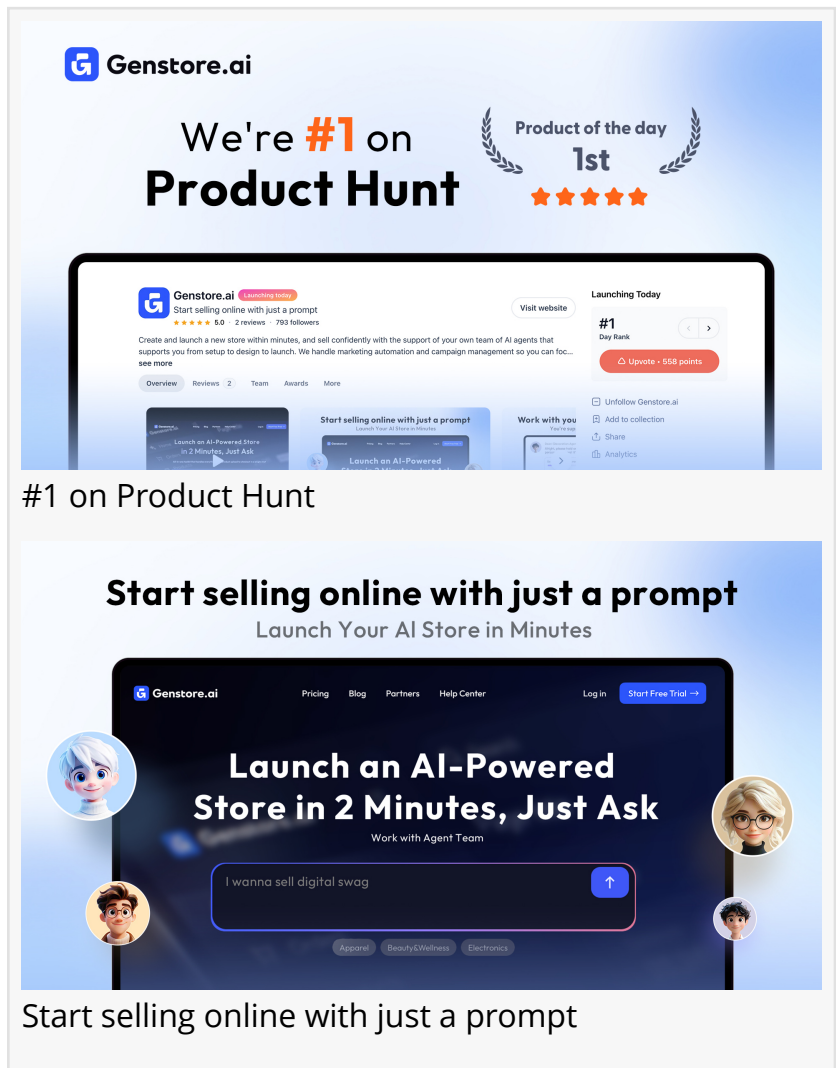 Genstore.ai
We're #1 on
Product Hunt
Product of the day
1st
Genstore.ai Launching today
Start selling online with just a prompt
5.0 · 2 reviews · 793 followers
Visit website
Create and launch a new store within minutes, and sell confidently with the support of your own team of AI agents that
supports you from setup to design to launch. We handle marketing automation and campaign management so you can foc...
see more
Overview Reviews 2 Team Awards More
Launching Today
#1
Day Rank
Upvote • 558 points
Unfollow Genstore.ai
Add to collection
Share
Analytics
Launch an AI-Powered Store
in 2 Minutes, Just Ask
Start selling online with just a prompt
Launch Your AI Store in Minutes
Launch an AI-Powered
Store in 2 Minutes, Just Ask
Work with you
#1 on Product Hunt
Start selling online with just a prompt
Launch Your AI Store in Minutes
Genstore.ai Pricing Blog Partners Help Center Log in Start Free Trial →
Launch an AI-Powered
Store in 2 Minutes, Just Ask
Work with Agent Team
I wanna sell digital swag
Apparel Beauty&Wellness Electronics
Start selling online with just a prompt